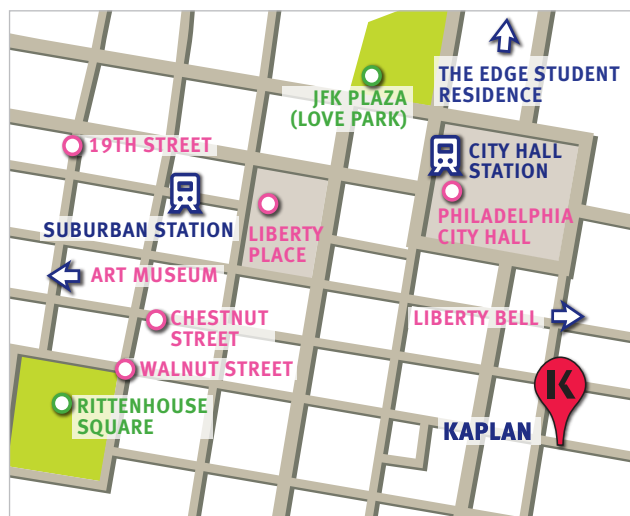 THE EDGE STUDENT
RESIDENCE
JFK PLAZA
(LOVE PARK)
19TH STREET
CITY HALL
STATION
SUBURBAN STATION
LIBERTY
PLACE
PHILADELPHIA
CITY HALL
ART MUSEUM
CHESTNUT
STREET
LIBERTY BELL
WALNUT STREET
K
RITTENHOUSE
SQUARE
KAPLAN